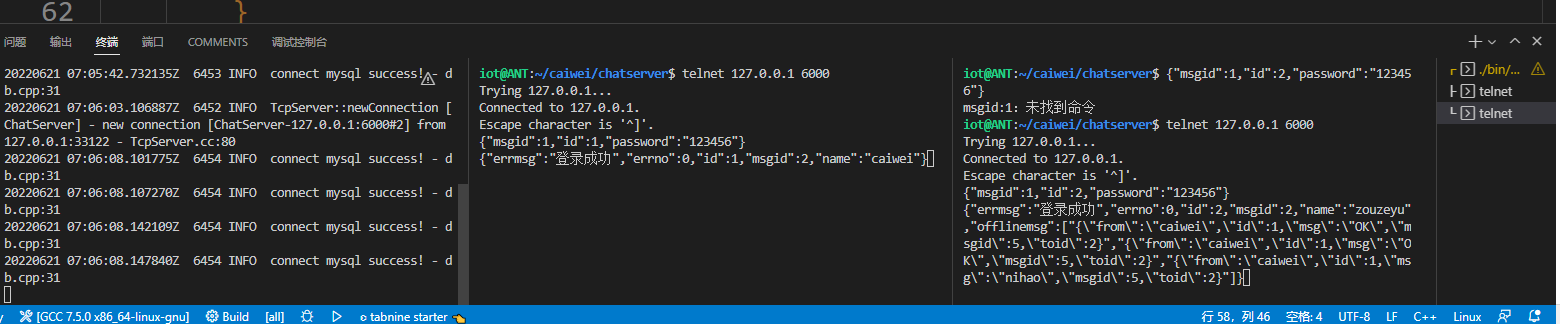 62 }
问题 输出 终端 端口 COMMENTS 调试控制台
20220621 07:05:42.732135Z 6453 INFO connect mysql success! - d
b.cpp:31
20220621 07:06:03.106887Z 6452 INFO TcpServer::newConnection [
ChatServer] - new connection [ChatServer-127.0.0.1:6000#2] from
127.0.0.1:33122 - TcpServer.cc:80
20220621 07:06:08.101775Z 6454 INFO connect mysql success! - d
b.cpp:31
20220621 07:06:08.107270Z 6454 INFO connect mysql success! - d
b.cpp:31
20220621 07:06:08.142109Z 6454 INFO connect mysql success! - d
b.cpp:31
20220621 07:06:08.147840Z 6454 INFO connect mysql success! - d
b.cpp:31
iot@ANT:~/caiwei/chatserver$ telnet 127.0.0.1 6000
Trying 127.0.0.1...
Connected to 127.0.0.1.
Escape character is '^]'.
{"msgid":1,"id":1,"password":"123456"}
{"errmsg":"登录成功","errno":0,"id":1,"msgid":2,"name":"caiwei"}
iot@ANT:~/caiwei/chatserver$ {"msgid":1,"id":2,"password":"12345
6"}
msgid:1：未找到命令
iot@ANT:~/caiwei/chatserver$ telnet 127.0.0.1 6000
Trying 127.0.0.1...
Connected to 127.0.0.1.
Escape character is '^]'.
{"msgid":1,"id":2,"password":"123456"}
{"errmsg":"登录成功","errno":0,"id":2,"msgid":2,"name":"zouzeyu"
,"offlinemsg":["{\"from\":\"caiwei\",\"id\":1,\"msg\":\"OK\",\"m
sgid\":5,\"toid\":2}","{\"from\":\"caiwei\",\"id\":1,\"msg\":\"O
K\",\"msgid\":5,\"toid\":2}","{\"from\":\"caiwei\",\"id\":1,\"ms
g\":\"nihao\",\"msgid\":5,\"toid\":2}"]}
./bin/...
telnet
telnet
[GCC 7.5.0 x86_64-linux-gnu] Build [all] tabnine starter 行 58，列 46 空格: 4 UTF-8 LF C++ Linux